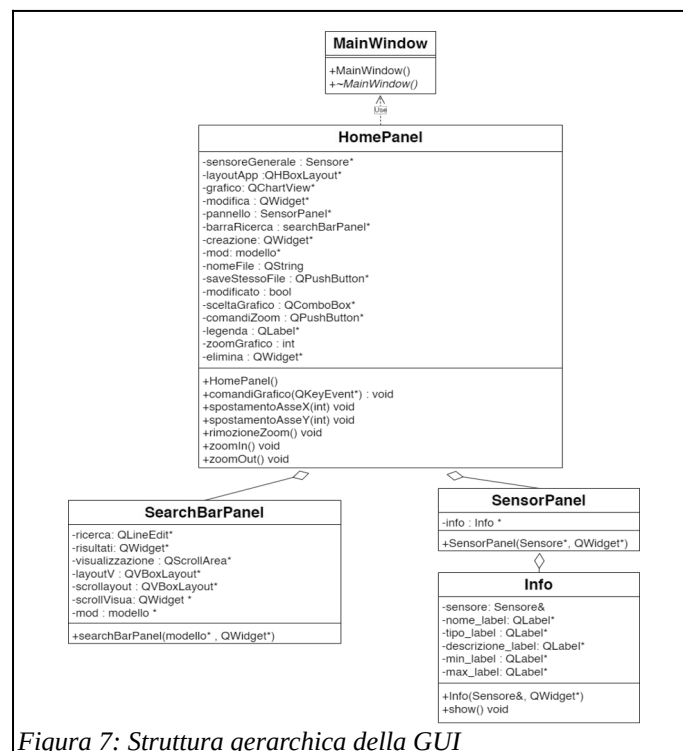 MainWindow
+MainWindow()
+~MainWindow()
Use
HomePanel
-sensoreGenerale : Sensore*
-layoutApp :QHBoxLayout*
-grafico: QChartView*
-modifica : QWidget*
-pannello : SensorPanel*
-barraRicerca : searchBarPanel*
-creazione: QWidget*
-mod: modello*
-nomeFile : QString
-saveStessoFile : QPushButton*
-modificato : bool
-sceltaGrafico : QComboBox*
-comandiZoom : QPushButton*
-legenda : QLabel*
-zoomGrafico : int
-elimina : QWidget*
+HomePanel()
+comandiGrafico(QKeyEvent*) : void
+spostamentoAsseX(int) void
+spostamentoAsseY(int) void
+rimozioneZoom() void
+zoomIn() void
+zoomOut() void
SearchBarPanel
-ricerca: QLineEdit*
-risultati: QWidget*
-visualizzazione : QScrollArea*
-layoutV : QVBoxLayout*
-scrollayout : QVBoxLayout*
-scrollVisua: QWidget *
-mod : modello *
+searchBarPanel(modello* , QWidget*)
SensorPanel
-info : Info *
+SensorPanel(Sensore*, QWidget*)
Info
-sensore: Sensore&
-nome_label: QLabel*
-tipo_label : QLabel*
-descrizione_label: QLabel*
-min_label : QLabel*
-max_label: QLabel*
+Info(Sensore&, QWidget*)
+show() void
Figura 7: Struttura gerarchica della GUI